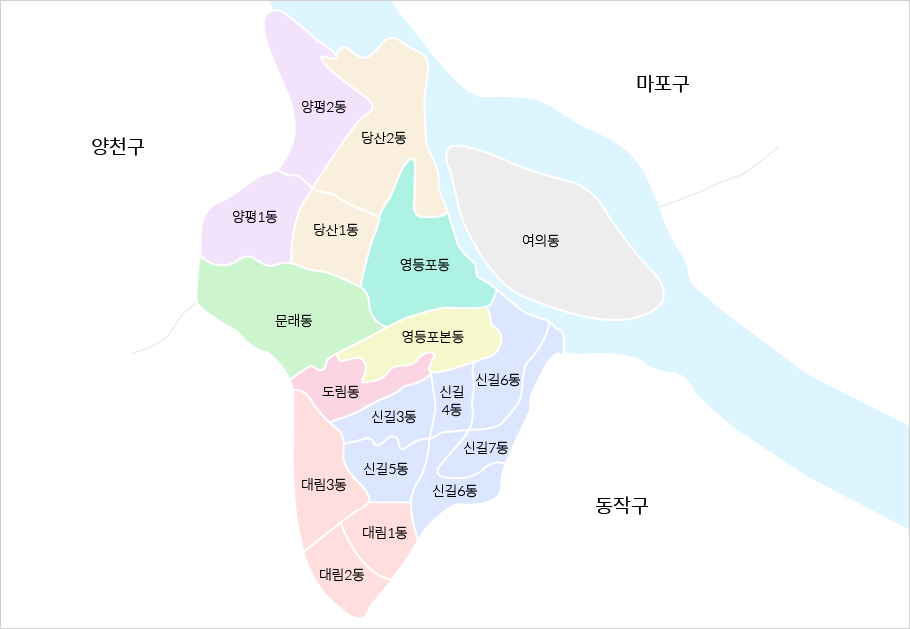 마포구
양평2동
당산2동
양천구
양평1동
당산1동
여의동
영등포동
문래동
영등포본동
신길6동
도림동
신길
4동
신길3동
신길7동
신길5동
대림3동
신길6동
동작구
대림1동
대림2동